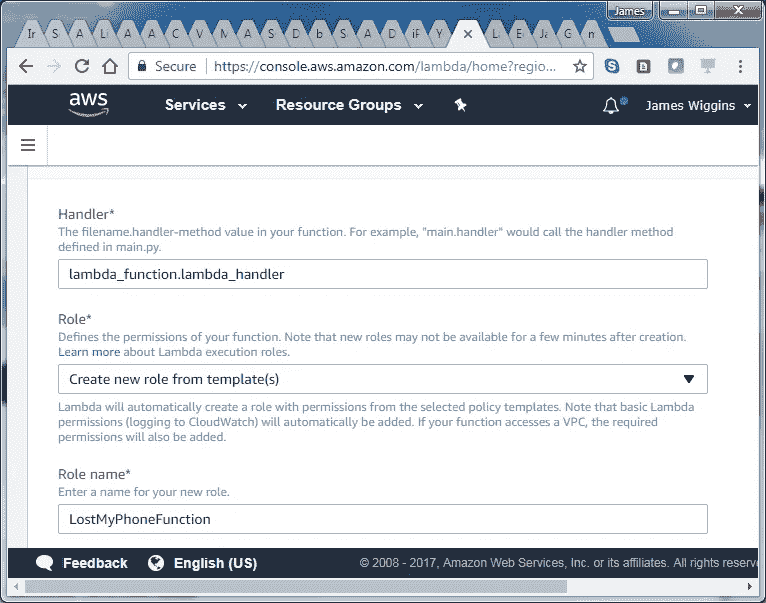 James
Ir S A Li A A C V M A S D b S A D iF Y Li E Ja A G n
Secure https://console.aws.amazon.com/lambda/home?regio...
aws Services Resource Groups James Wiggins
Handler*
The filename.handler-method value in your function. For example, "main.handler" would call the handler method
defined in main.py.
lambda_function.lambda_handler
Role*
Defines the permissions of your function. Note that new roles may not be available for a few minutes after creation.
Learn more about Lambda execution roles.
Create new role from template(s)
Lambda will automatically create a role with permissions from the selected policy templates. Note that basic Lambda
permissions (logging to CloudWatch) will automatically be added. If your function accesses a VPC, the required
permissions will also be added.
Role name*
Enter a name for your new role.
LostMyPhoneFunction
Feedback English (US) © 2008 - 2017, Amazon Web Services, Inc. or its affiliates. All rights reserve